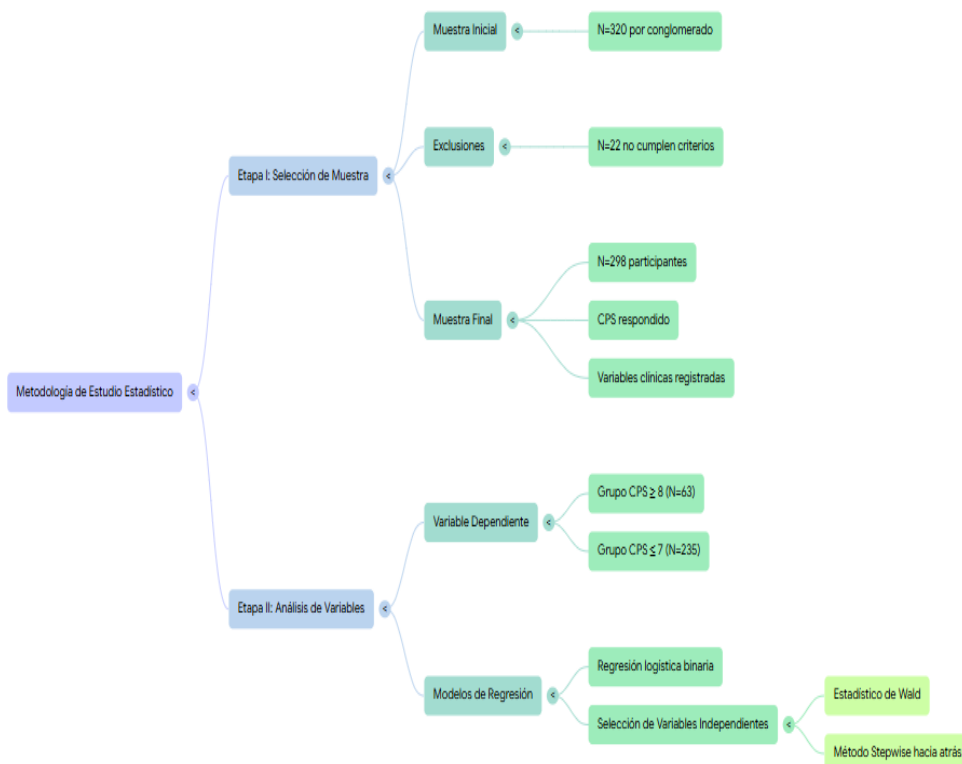 Muestra Inicial
N=320 por conglomerado
Exclusiones
N=22 no cumplen criterios
Etapa I: Selección de Muestra
N=298 participantes
Muestra Final
CPS respondido
Variables clínicas registradas
Metodología de Estudio Estadístico
Grupo CPS ≥ 8 (N=63)
Variable Dependiente
Grupo CPS ≤ 7 (N=235)
Etapa II: Análisis de Variables
Regresión logística binaria
Modelos de Regresión
Estadístico de Wald
Selección de Variables Independientes
Método Stepwise hacia atrás